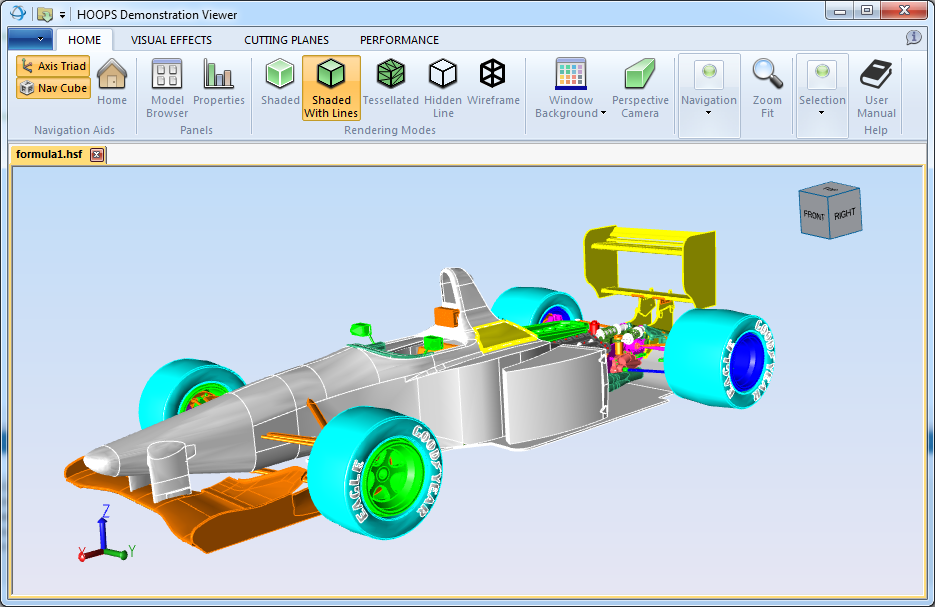 HOOPS Demonstration Viewer
HOME VISUAL EFFECTS CUTTING PLANES PERFORMANCE
Axis Triad
Nav Cube
Home
Navigation Aids
Model
Browser
Properties
Panels
Shaded
Shaded
With Lines
Tessellated
Hidden
Line
Wireframe
Rendering Modes
Window
Background
Perspective
Camera
Navigation
Zoom
Fit
Selection
User
Manual
Help
formula1.hsf
TOP
FRONT
RIGHT
GOODYEAR
EAGLE
GOODYEAR
EAGLE
Z
X
Y